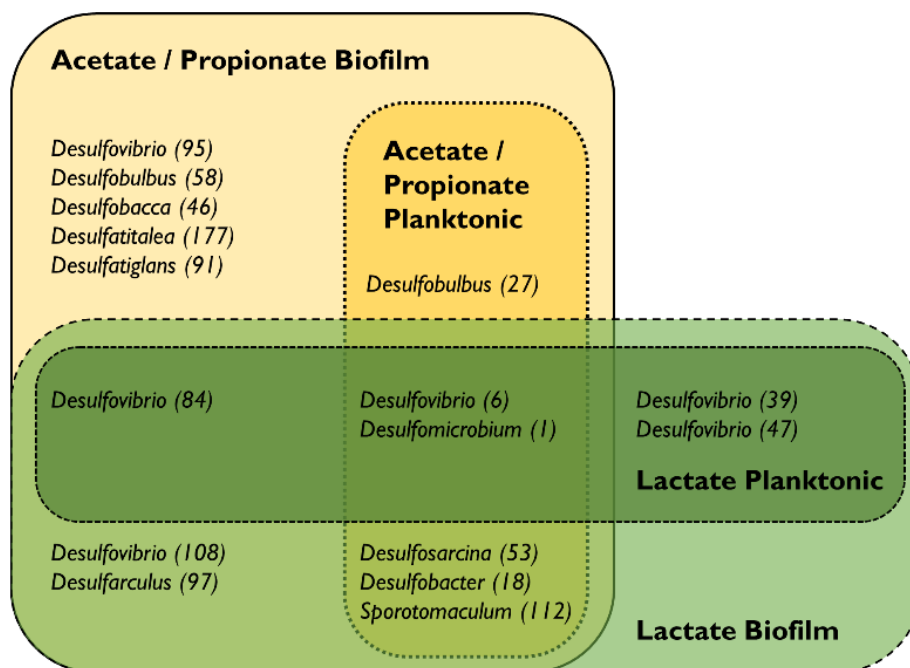 Acetate / Propionate Biofilm
Desulfovibrio (95)
Desulfobulbus (58)
Desulfobacca (46)
Desulfatitalea (177)
Desulfatiglans (91)
Acetate /
Propionate
Planktonic
Desulfobulbus (27)
Desulfovibrio (84)
Desulfovibrio (6)
Desulfomicrobium (1)
Desulfovibrio (39)
Desulfovibrio (47)
Lactate Planktonic
Desulfovibrio (108)
Desulfarculus (97)
Desulfosarcina (53)
Desulfobacter (18)
Sporotomaculum (112)
Lactate Biofilm